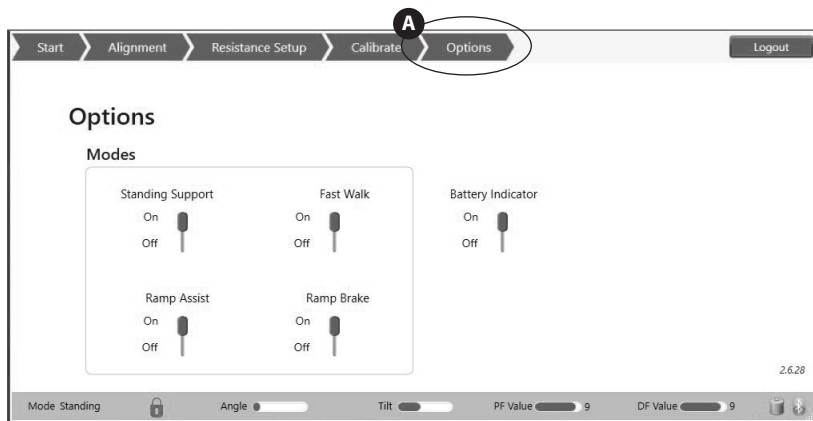 A
Start Alignment Resistance Setup Calibrate Options Logout
Options
Modes
Standing Support Fast Walk Battery Indicator
On On On
Off Off Off
Ramp Assist Ramp Brake
On On
Off Off
2.6.28
Mode Standing Angle Tilt PF Value 9 DF Value 9